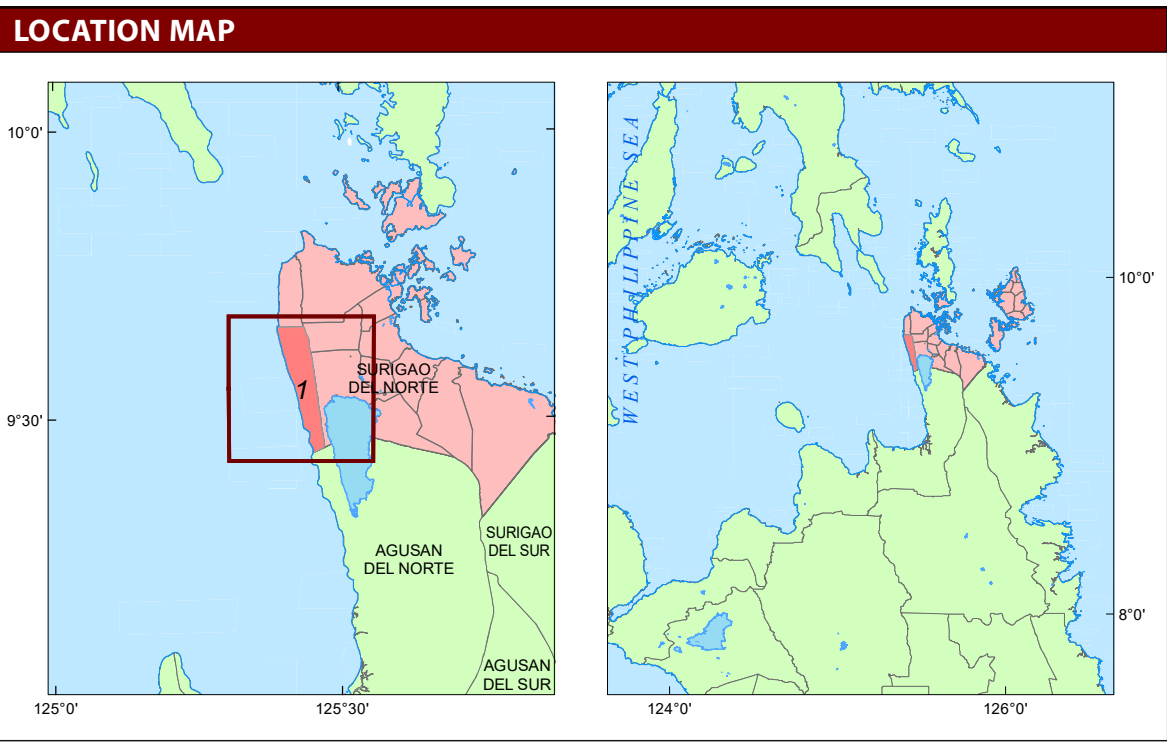 LOCATION MAP
10°0'
9°30'
125°0'
125°30'
1
SURIGAO
DEL NORTE
AGUSAN
DEL NORTE
SURIGAO
DEL SUR
AGUSAN
DEL SUR
WEST PHILIPPINE SEA
10°0'
8°0'
124°0'
126°0'